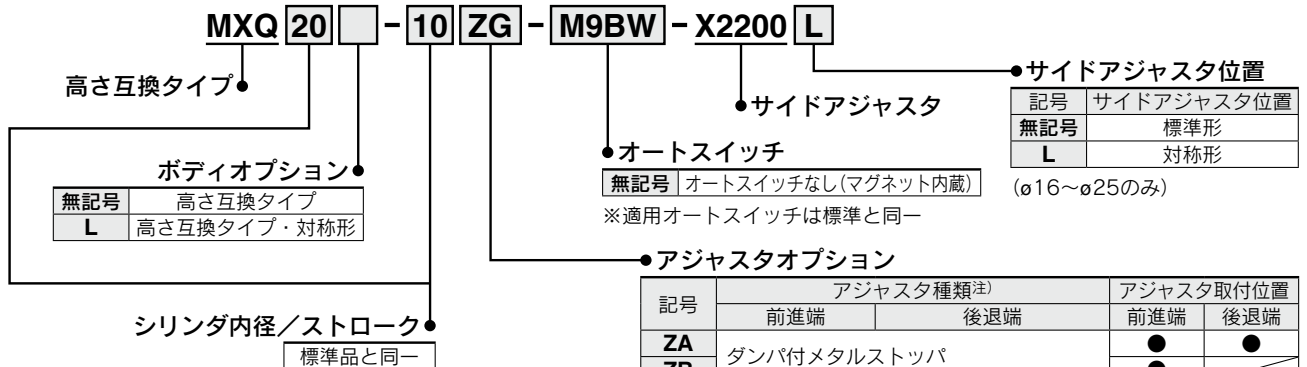 MXQ 20 - 10 ZG - M9BW - X2200 L
高さ互換タイプ
サイドアジャスタ位置
記号 サイドアジャスタ位置
無記号 標準形
L 対称形
(ø16～ø25のみ)
サイドアジャスタ
オートスイッチ
無記号 オートスイッチなし(マグネット内蔵)
※適用オートスイッチは標準と同一
ボディオプション
無記号 高さ互換タイプ
L 高さ互換タイプ・対称形
アジャスタオプション
記号 アジャスタ種類注) アジャスタ取付位置
前進端 後退端 前進端 後退端
ZA ダンパ付メタルストッパ ● ●
ZB ●
シリンダ内径／ストローク
標準品と同一